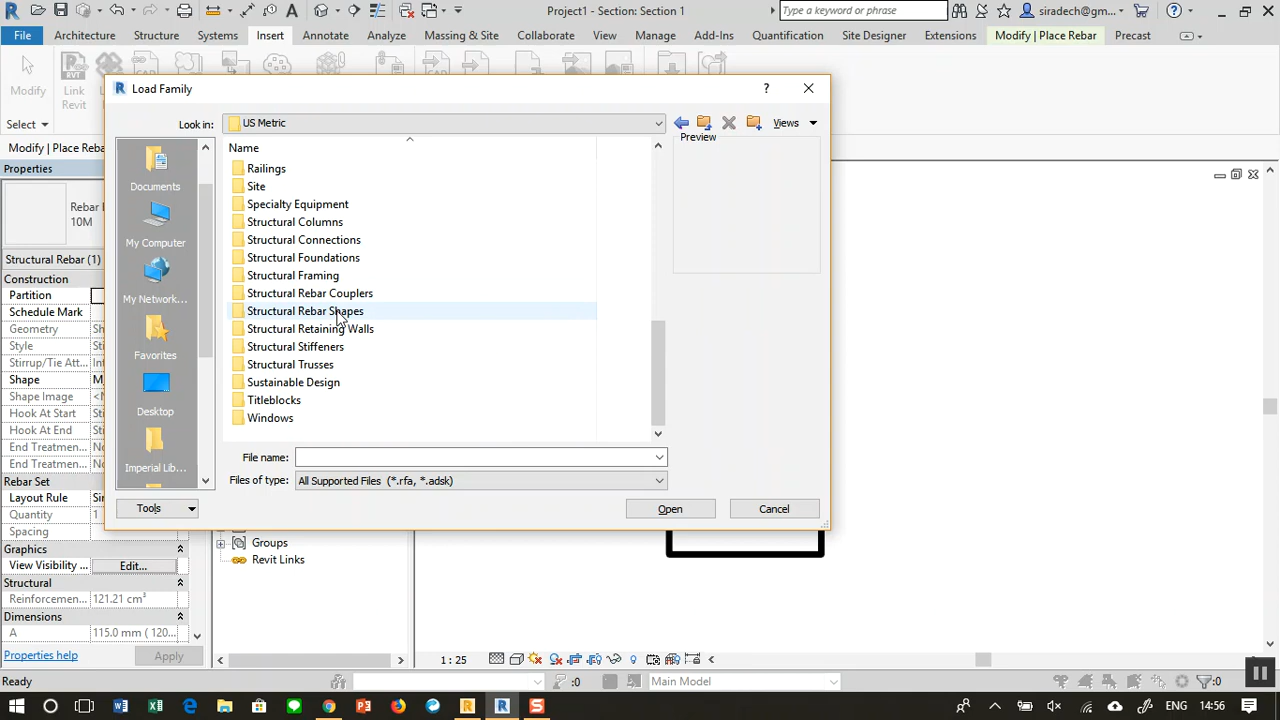 Project1 - Section: Section 1
Type a keyword or phrase
siradech@gm...
File Architecture Structure Systems Insert Annotate Analyze Massing & Site Collaborate View Manage Add-Ins Quantification Site Designer Extensions Modify | Place Rebar Precast
Modify
Link
Revit
Select
Load Family
Look in: US Metric
Views
Preview
Modify | Place Reba
Properties
Name
Railings
Site
Specialty Equipment
Structural Columns
Structural Connections
Structural Foundations
Structural Framing
Structural Rebar Couplers
Structural Rebar Shapes
Structural Retaining Walls
Structural Stiffeners
Structural Trusses
Sustainable Design
Titleblocks
Windows
Documents
My Computer
My Network...
Favorites
Desktop
Imperial Lib...
File name:
Files of type: All Supported Files (*.rfa, *.adsk)
Tools
Open
Cancel
Rebar
10M
Structural Rebar (1)
Construction
Partition
Schedule Mark
Geometry
Style
Stirrup/Tie Att
Shape
Shape Image
Hook At Start
Hook At End
End Treatmen...
End Treatmen...
Rebar Set
Layout Rule
Quantity 1
Spacing
Graphics
View Visibility ... Edit...
Structural
Reinforcemen... 121.21 cm³
Dimensions
A 115.0 mm ( 120...
Properties help
Apply
Groups
Revit Links
1 : 25
Ready
:0
Main Model
:0
ENG 14:56